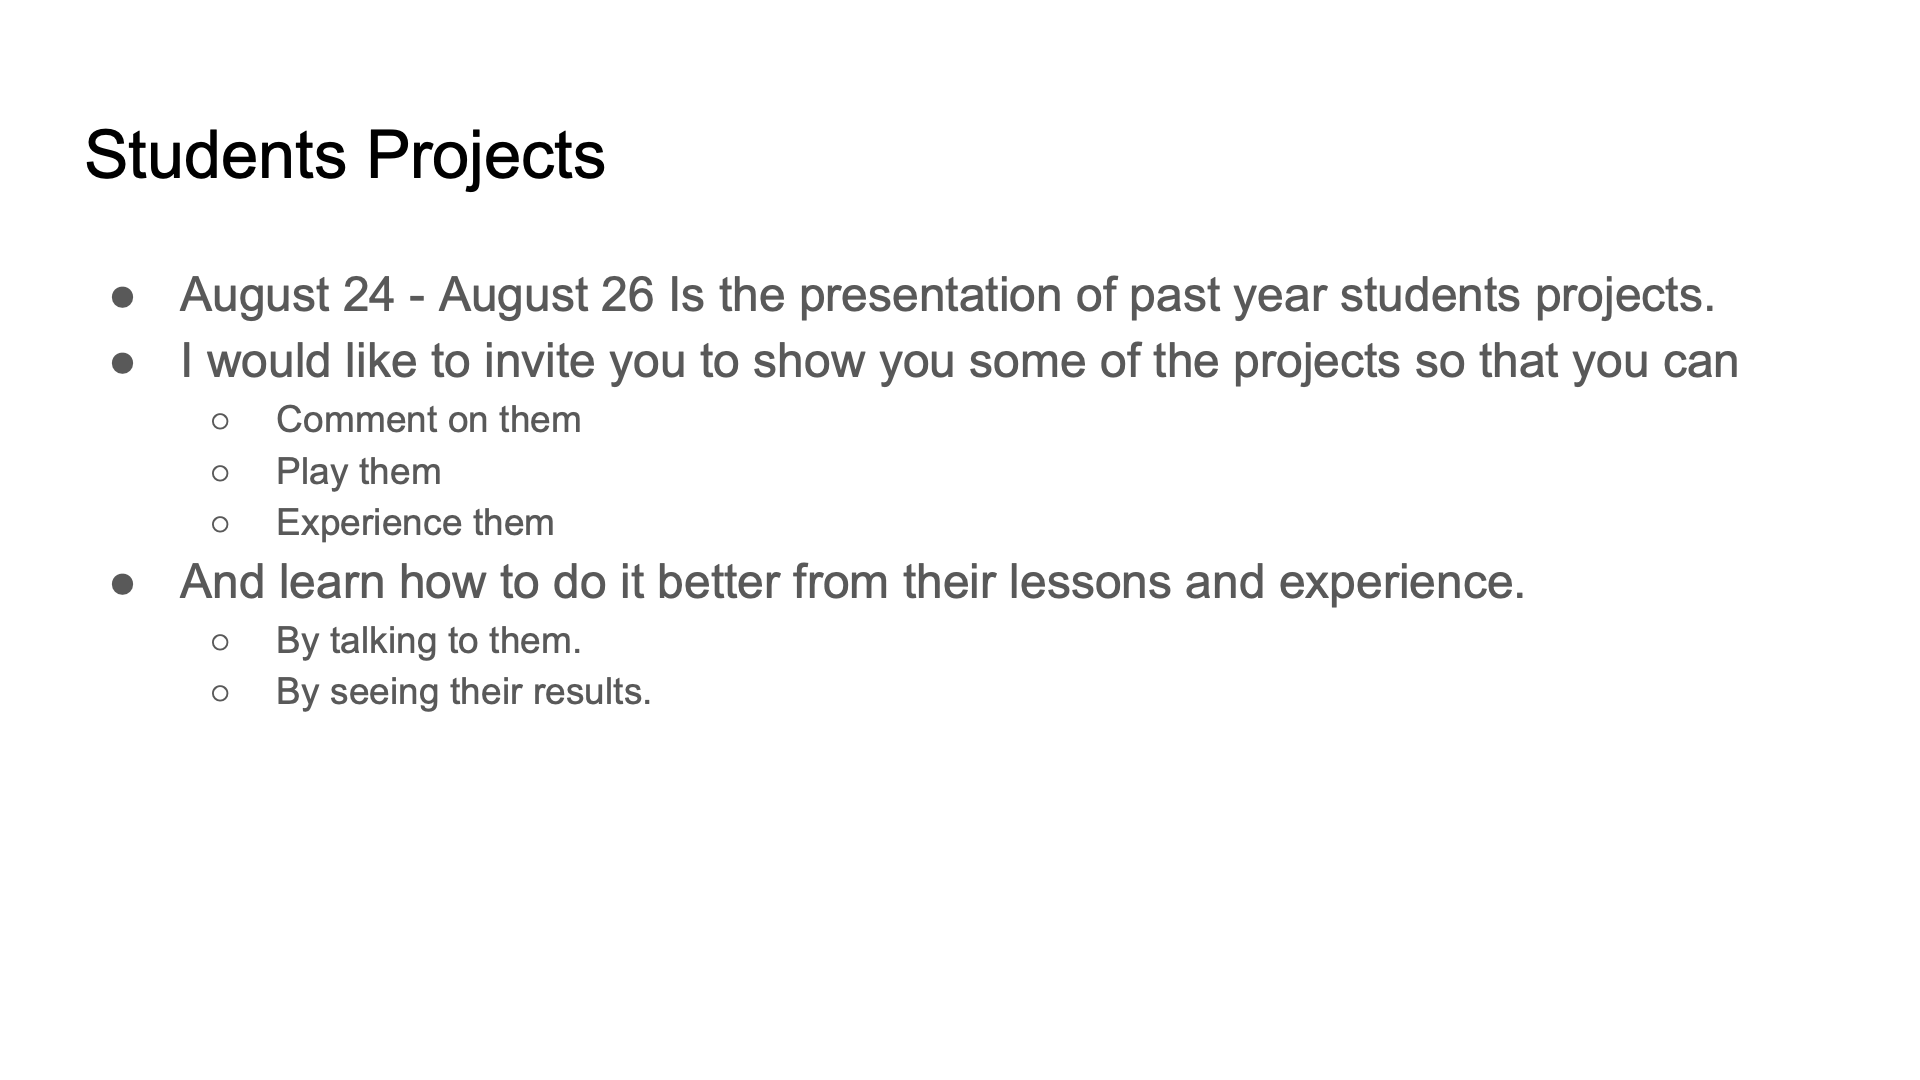 Students Projects
● August 24 - August 26 Is the presentation of past year students projects.
● I would like to invite you to show you some of the projects so that you can
○ Comment on them
○ Play them
○ Experience them
● And learn how to do it better from their lessons and experience.
○ By talking to them.
○ By seeing their results.